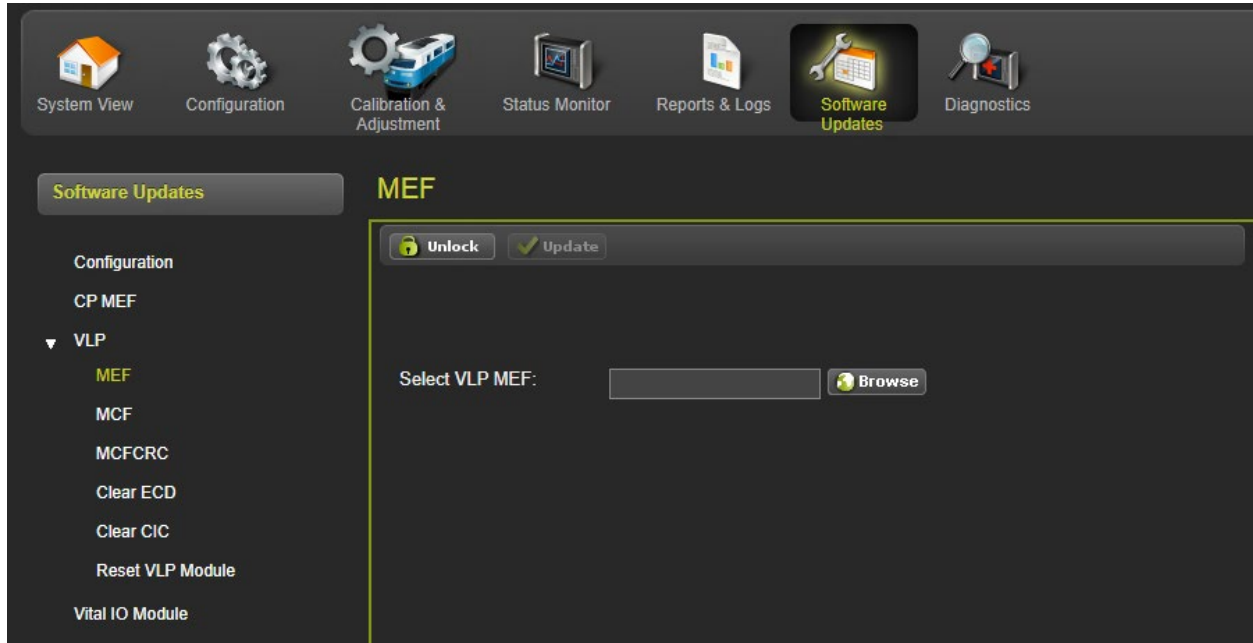 System View
Configuration
Calibration &
Adjustment
Status Monitor
Reports & Logs
Software
Updates
Diagnostics
Software Updates
Configuration
CP MEF
VLP
MEF
MCF
MCFCRC
Clear ECD
Clear CIC
Reset VLP Module
Vital IO Module
MEF
Unlock
Update
Select VLP MEF:
Browse